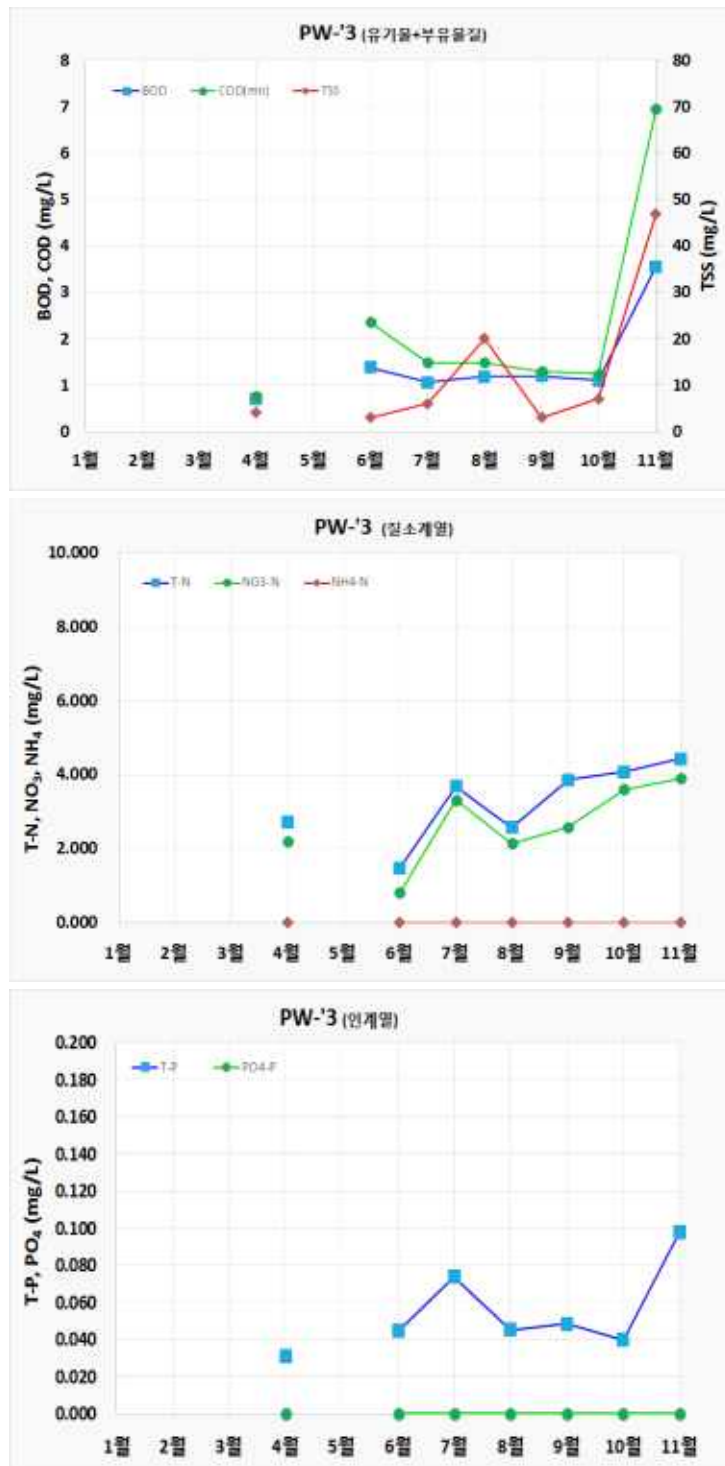 PW-'3 (유기물+부유물질)
BOD COD(mn) TSS
BOD, COD (mg/L)
TSS (mg/L)
8 80
7 70
6 60
5 50
4 40
3 30
2 20
1 10
0 0
1월 2월 3월 4월 5월 6월 7월 8월 9월 10월 11월
PW-'3 (질소계열)
T-N NO3-N NH4-N
T-N, NO₃, NH₄ (mg/L)
10.000
8.000
6.000
4.000
2.000
0.000
1월 2월 3월 4월 5월 6월 7월 8월 9월 10월 11월
PW-'3 (인계열)
T-P PO4-P
T-P, PO₄ (mg/L)
0.200
0.180
0.160
0.140
0.120
0.100
0.080
0.060
0.040
0.020
0.000
1월 2월 3월 4월 5월 6월 7월 8월 9월 10월 11월